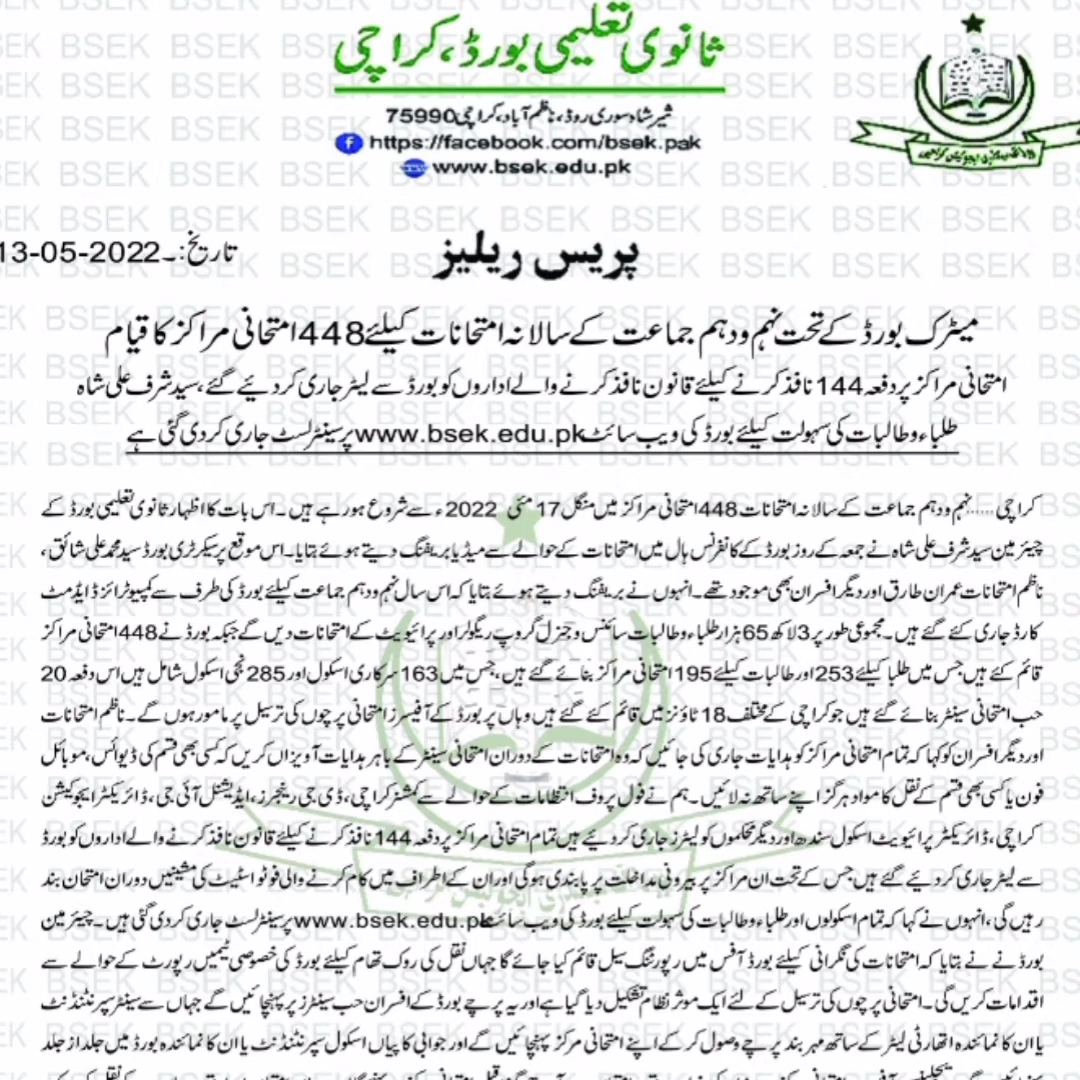 ثانوی تعلیمی بورڈ، کراچی
شیر شاہ سوری روڈ، ناظم آباد، کراچی 75990
https://facebook.com/bsek.pak
www.bsek.edu.pk
پریس ریلیز
تاریخ:۔ 13-05-2022
میٹرک بورڈ کے تحت نہم و دہم جماعت کے سالانہ امتحانات کیلئے 448 امتحانی مراکز کا قیام
امتحانی مراکز پر دفعہ 144 نافذ کرنے کیلئے قانون نافذ کرنے والے اداروں کو بورڈ سے لیٹر جاری کر دیئے گئے، سید شرف علی شاہ
طلباء و طالبات کی سہولت کیلئے بورڈ کی ویب سائٹ www.bsek.edu.pk پر سینٹر لسٹ جاری کر دی گئی ہے
کراچی ..... نہم و دہم جماعت کے سالانہ امتحانات 448 امتحانی مراکز میں منگل 17 مئی 2022ء سے شروع ہو رہے ہیں۔ اس بات کا اظہار ثانوی تعلیمی بورڈ کے
چیئرمین سید شرف علی شاہ نے جمعہ کے روز بورڈ کے کانفرنس ہال میں امتحانات کے حوالے سے میڈیا بریفنگ دیتے ہوئے بتایا۔ اس موقع پر سیکرٹری بورڈ سید محمد علی شائق،
ناظم امتحانات عمران طارق اور دیگر افسران بھی موجود تھے۔ انہوں نے بریفنگ دیتے ہوئے بتایا کہ اس سال نہم و دہم جماعت کیلئے بورڈ کی طرف سے کمپیوٹرائزڈ ایڈمٹ
کارڈ جاری کئے گئے ہیں۔ مجموعی طور پر 3 لاکھ 65 ہزار طلباء و طالبات سائنس و جنرل گروپ ریگولر اور پرائیویٹ کے امتحانات دیں گے جبکہ بورڈ نے 448 امتحانی مراکز
قائم کئے ہیں جس میں طلبا کیلئے 253 اور طالبات کیلئے 195 امتحانی مراکز بنائے گئے ہیں، جس میں 163 سرکاری اسکول اور 285 نجی اسکول شامل ہیں اس دفعہ 20
حب امتحانی سینٹر بنائے گئے ہیں جو کراچی کے مختلف 18 ٹاؤنز میں قائم کئے گئے ہیں وہاں پر بورڈ کے آفیسرز امتحانی پرچوں کی ترسیل پر مامور ہوں گے۔ ناظم امتحانات
اور دیگر افسران کو کہا کہ تمام امتحانی مراکز کو ہدایات جاری کی جائیں کہ وہ امتحانات کے دوران امتحانی سینٹر کے باہر ہدایات آویزاں کریں کہ کسی بھی قسم کی ڈیوائس، موبائل
فون یا کسی بھی قسم کے نقل کا مواد ہرگز اپنے ساتھ نہ لائیں۔ ہم نے فول پروف انتظامات کے حوالے سے کمشنر کراچی، ڈی جی رینجرز، ایڈیشنل آئی جی، ڈائریکٹر ایجوکیشن
کراچی، ڈائریکٹر پرائیویٹ اسکول سندھ اور دیگر محکموں کو لیٹرز جاری کر دیئے ہیں تمام امتحانی مراکز پر دفعہ 144 نافذ کرنے کیلئے قانون نافذ کرنے والے اداروں کو بورڈ
سے لیٹر جاری کر دیئے گئے ہیں جس کے تحت ان مراکز پر بیرونی مداخلت پر پابندی ہوگی اور ان کے اطراف میں کام کرنے والی فوٹو اسٹیٹ کی مشینیں دوران امتحان بند
رہیں گی، انہوں نے کہا کہ تمام اسکولوں اور طلباء و طالبات کی سہولت کیلئے بورڈ کی ویب سائٹ www.bsek.edu.pk پر سینٹر لسٹ جاری کر دی گئی ہیں۔ چیئرمین
بورڈ نے نے بتایا کہ امتحانات کی نگرانی کیلئے بورڈ آفس میں رپورٹنگ سیل قائم کیا جائے گا جہاں نقل کی روک تھام کیلئے بورڈ کی خصوصی ٹیمیں رپورٹ کے حوالے سے
اقدامات کریں گی۔ امتحانی پرچوں کی ترسیل کے لئے ایک موثر نظام تشکیل دیا گیا ہے اور یہ پرچے بورڈ کے افسران حب سینٹرز پر پہنچائیں گے جہاں سے سینٹر سپرنٹنڈنٹ
یا ان کا نمائندہ اتھارٹی لیٹر کے ساتھ مہر بند پرچے وصول کر کے اپنے امتحانی مرکز پہنچائیں گے اور جوابی کاپیاں اسکول سپرنٹنڈنٹ یا ان کا نمائندہ بورڈ میں جلد از جلد